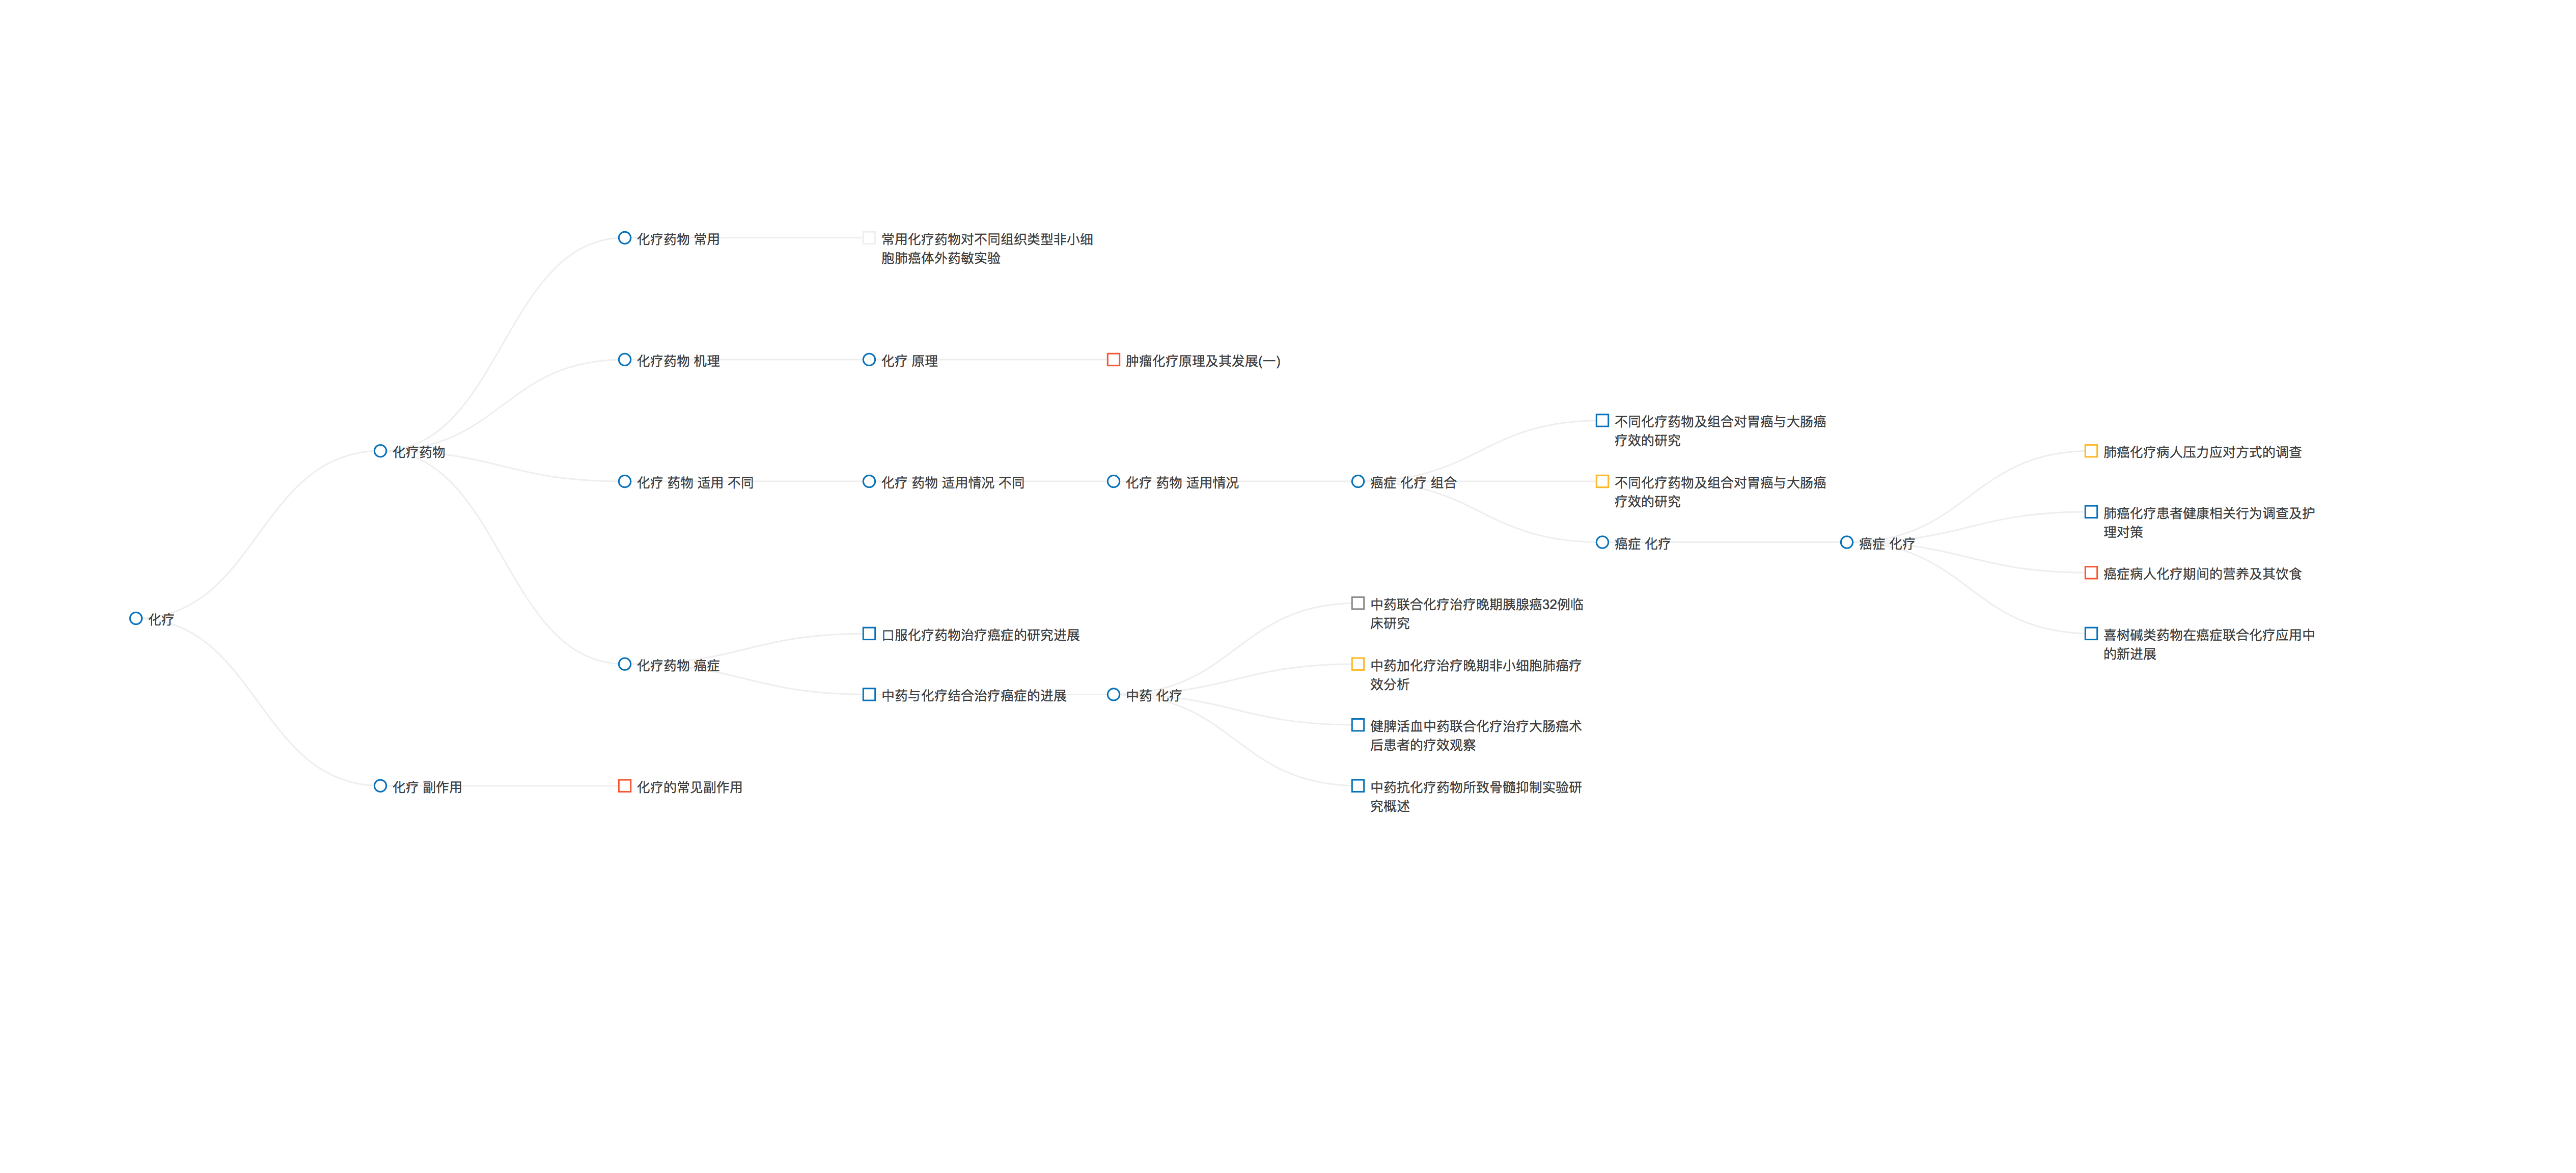 化疗药物 常用
常用化疗药物对不同组织类型非小细
胞肺癌体外药敏实验
化疗药物 机理
化疗 原理
肿瘤化疗原理及其发展(一)
不同化疗药物及组合对胃癌与大肠癌
疗效的研究
化疗药物
肺癌化疗病人压力应对方式的调查
化疗 药物 适用 不同
化疗 药物 适用情况 不同
化疗 药物 适用情况
癌症 化疗 组合
不同化疗药物及组合对胃癌与大肠癌
疗效的研究
肺癌化疗患者健康相关行为调查及护
理对策
癌症 化疗
癌症 化疗
癌症病人化疗期间的营养及其饮食
中药联合化疗治疗晚期胰腺癌32例临
床研究
化疗
口服化疗药物治疗癌症的研究进展
喜树碱类药物在癌症联合化疗应用中
的新进展
化疗药物 癌症
中药加化疗治疗晚期非小细胞肺癌疗
效分析
中药与化疗结合治疗癌症的进展
中药 化疗
健脾活血中药联合化疗治疗大肠癌术
后患者的疗效观察
化疗 副作用
化疗的常见副作用
中药抗化疗药物所致骨髓抑制实验研
究概述